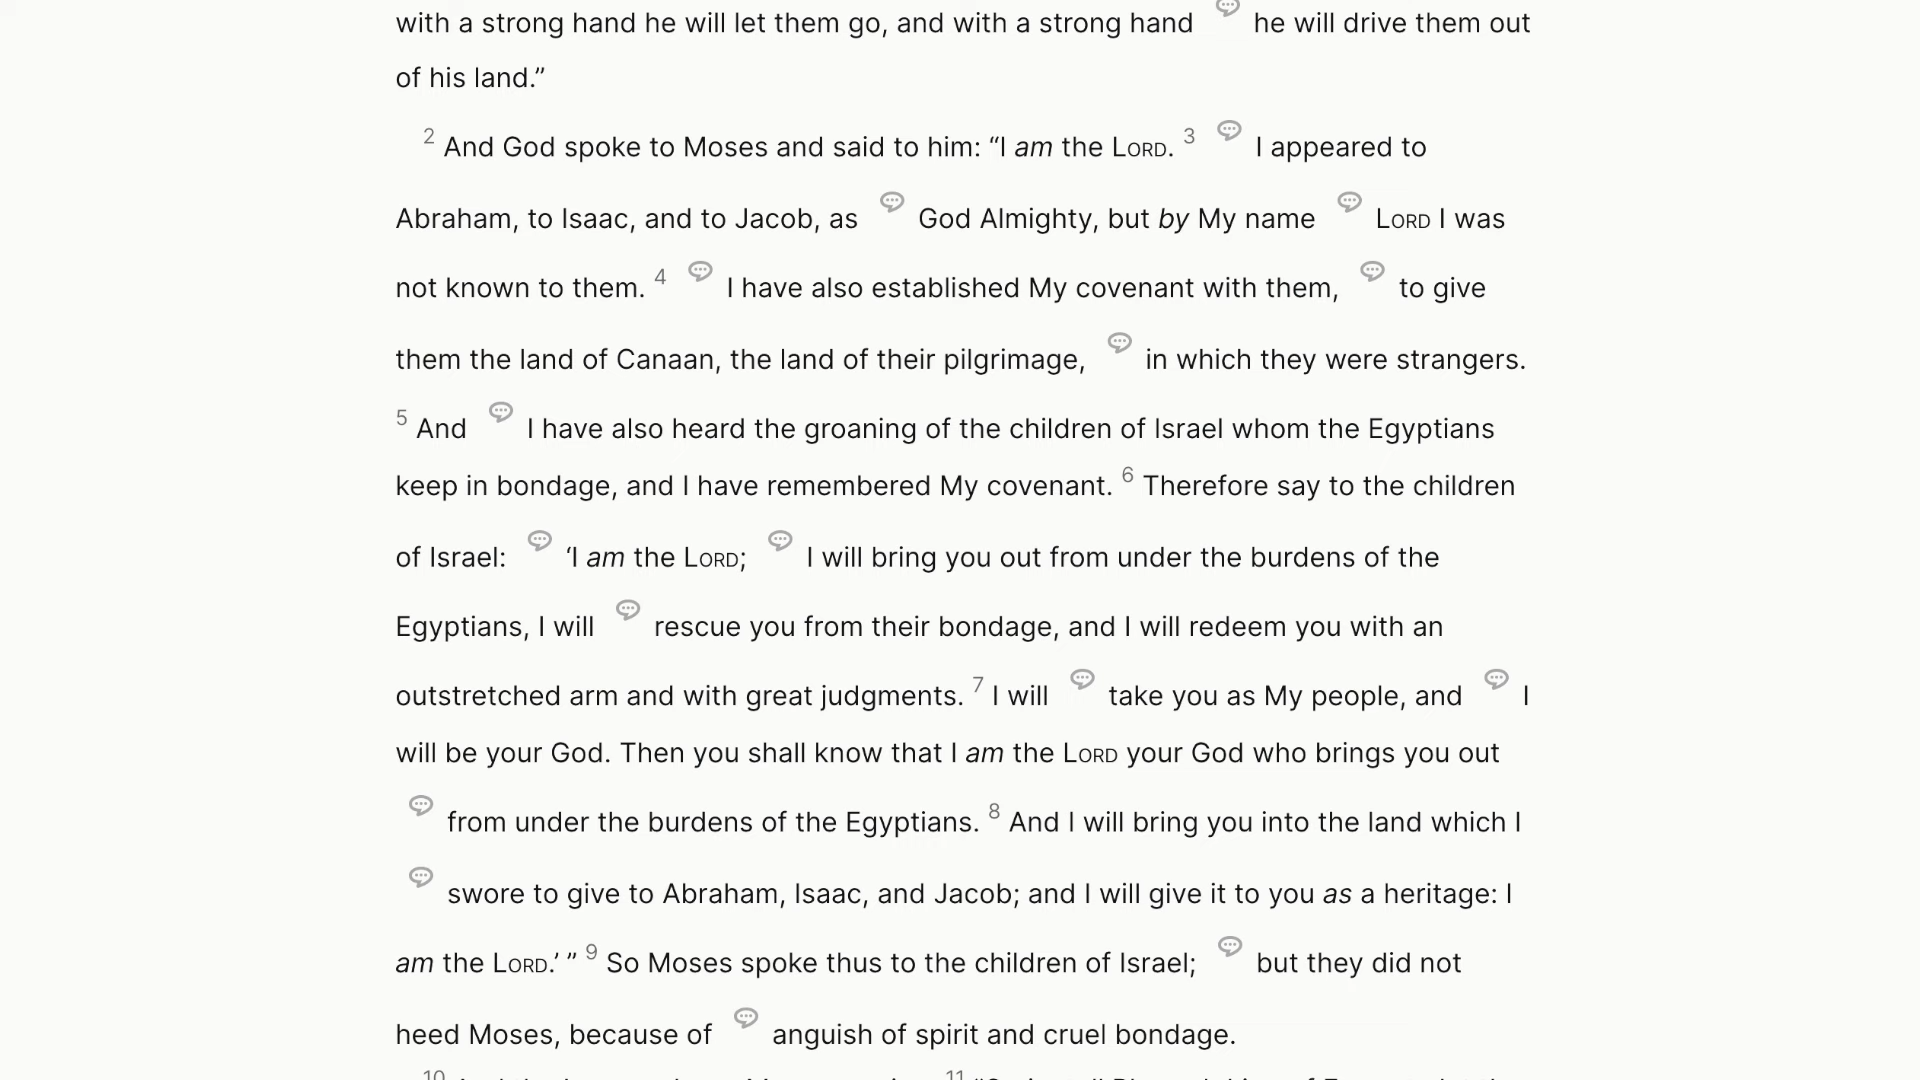 with a strong hand he will let them go, and with a strong hand he will drive them out
of his land.”
2 And God spoke to Moses and said to him: “I am the LORD. 3 I appeared to
Abraham, to Isaac, and to Jacob, as God Almighty, but by My name LORD I was
not known to them. 4 I have also established My covenant with them, to give
them the land of Canaan, the land of their pilgrimage, in which they were strangers.
5 And I have also heard the groaning of the children of Israel whom the Egyptians
keep in bondage, and I have remembered My covenant. 6 Therefore say to the children
of Israel: ‘I am the LORD; I will bring you out from under the burdens of the
Egyptians, I will rescue you from their bondage, and I will redeem you with an
outstretched arm and with great judgments. 7 I will take you as My people, and I
will be your God. Then you shall know that I am the LORD your God who brings you out
from under the burdens of the Egyptians. 8 And I will bring you into the land which I
swore to give to Abraham, Isaac, and Jacob; and I will give it to you as a heritage: I
am the LORD.’ ” 9 So Moses spoke thus to the children of Israel; but they did not
heed Moses, because of anguish of spirit and cruel bondage.
10 11